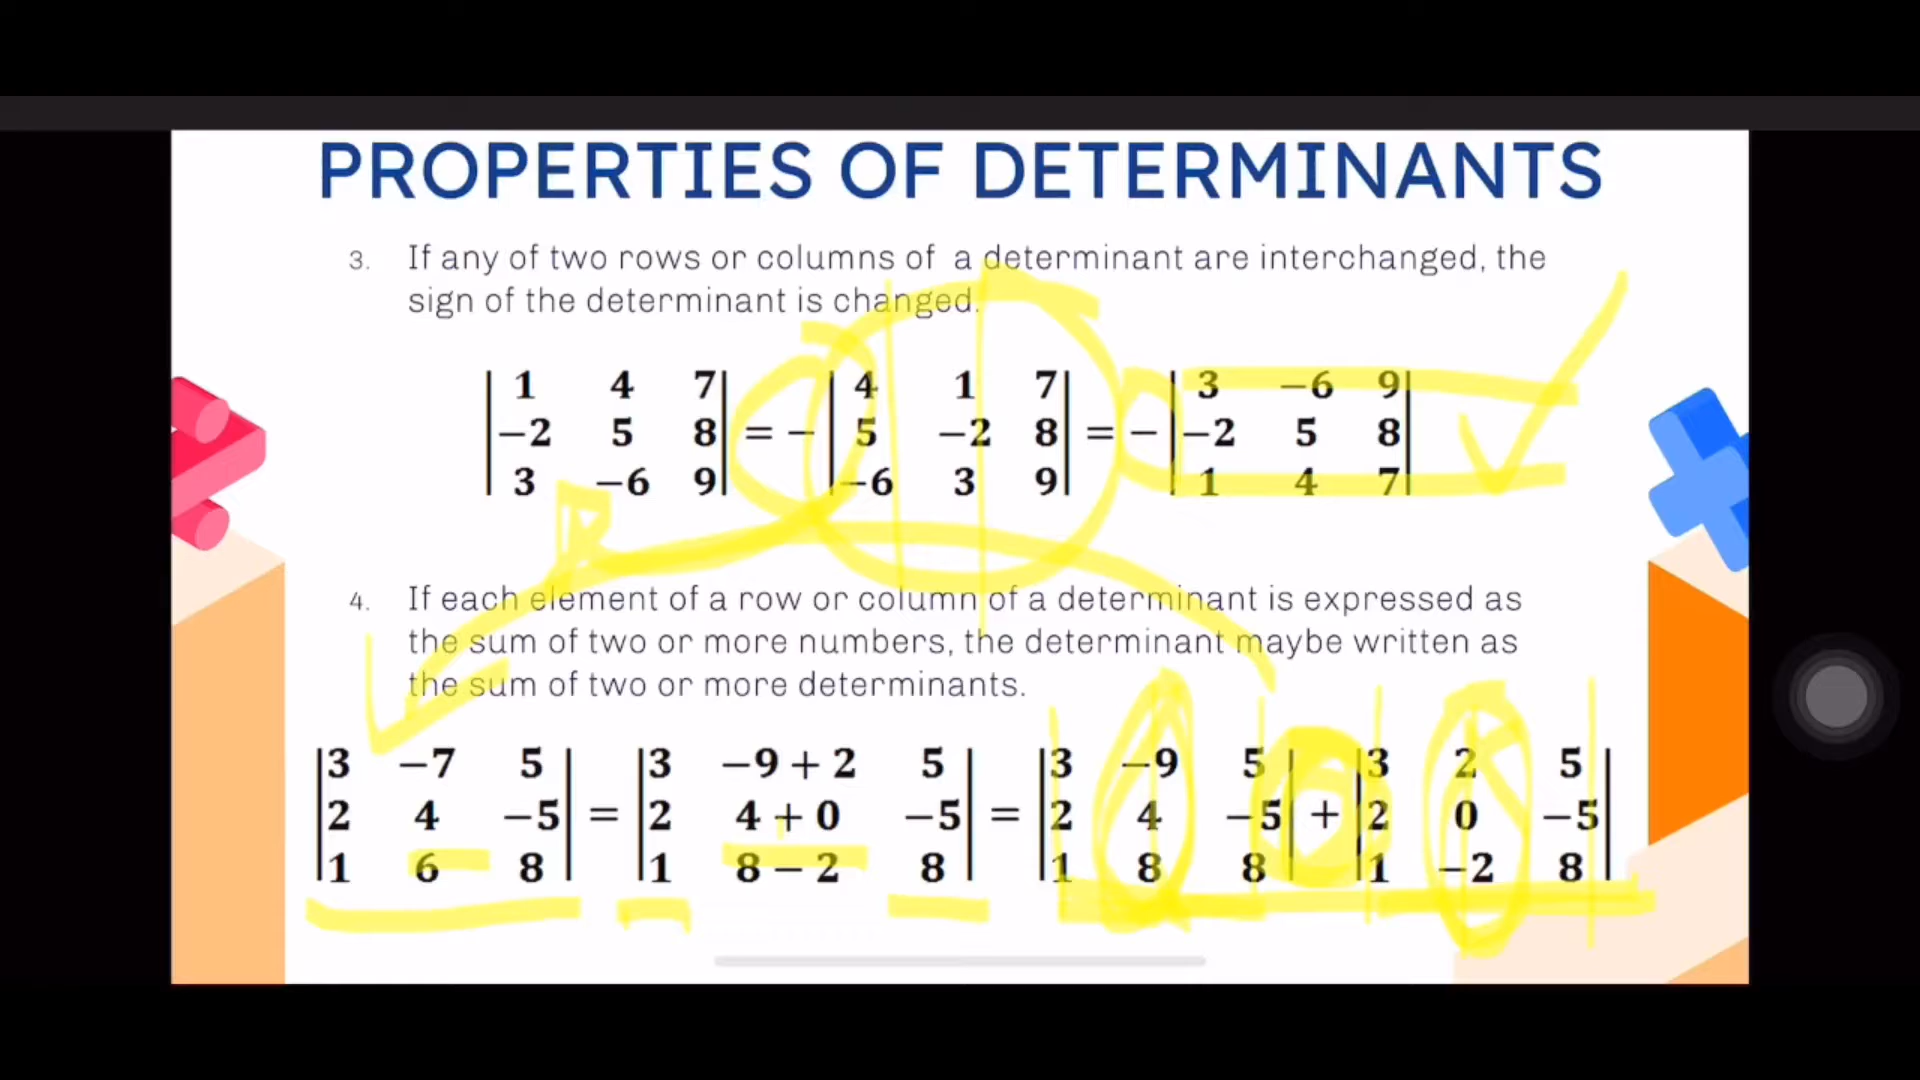 PROPERTIES OF DETERMINANTS
3. If any of two rows or columns of a determinant are interchanged, the
sign of the determinant is changed.
|1 4 7| |4 1 7| |3 −6 9|
|−2 5 8| = − |5 −2 8| = − |−2 5 8|
|3 −6 9| |−6 3 9| |1 4 7|
4. If each element of a row or column of a determinant is expressed as
the sum of two or more numbers, the determinant maybe written as
the sum of two or more determinants.
|3 −7 5| |3 −9 + 2 5| |3 −9 5| |3 2 5|
|2 4 −5| = |2 4 + 0 −5| = |2 4 −5| + |2 0 −5|
|1 6 8| |1 8 − 2 8| |1 8 8| |1 −2 8|